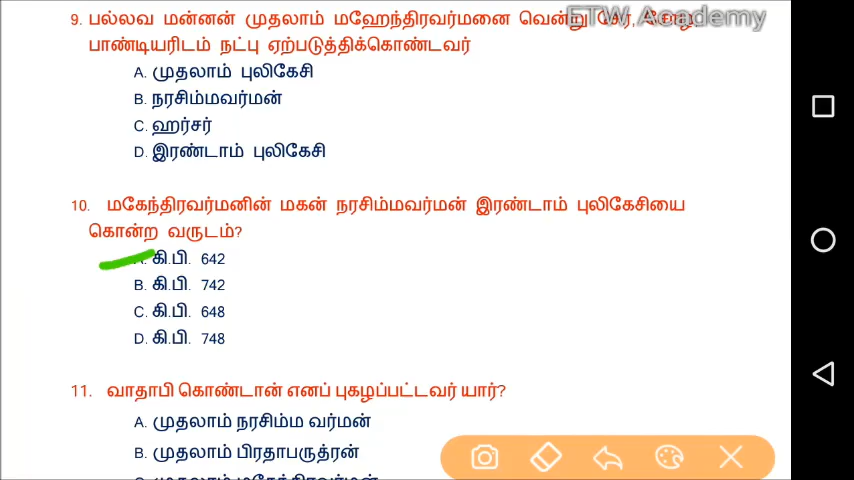 9. பல்லவ மன்னன் முதலாம் மஹேந்திரவர்மனை வென்று சேர, சோழ,
ETW Academy
பாண்டியரிடம் நட்பு ஏற்படுத்திக்கொண்டவர்
A. முதலாம் புலிகேசி
B. நரசிம்மவர்மன்
C. ஹர்சர்
D. இரண்டாம் புலிகேசி
10. மகேந்திரவர்மனின் மகன் நரசிம்மவர்மன் இரண்டாம் புலிகேசியை
கொன்ற வருடம்?
A. கி.பி. 642
B. கி.பி. 742
C. கி.பி. 648
D. கி.பி. 748
11. வாதாபி கொண்டான் எனப் புகழப்பட்டவர் யார்?
A. முதலாம் நரசிம்ம வர்மன்
B. முதலாம் பிரதாபருத்ரன்